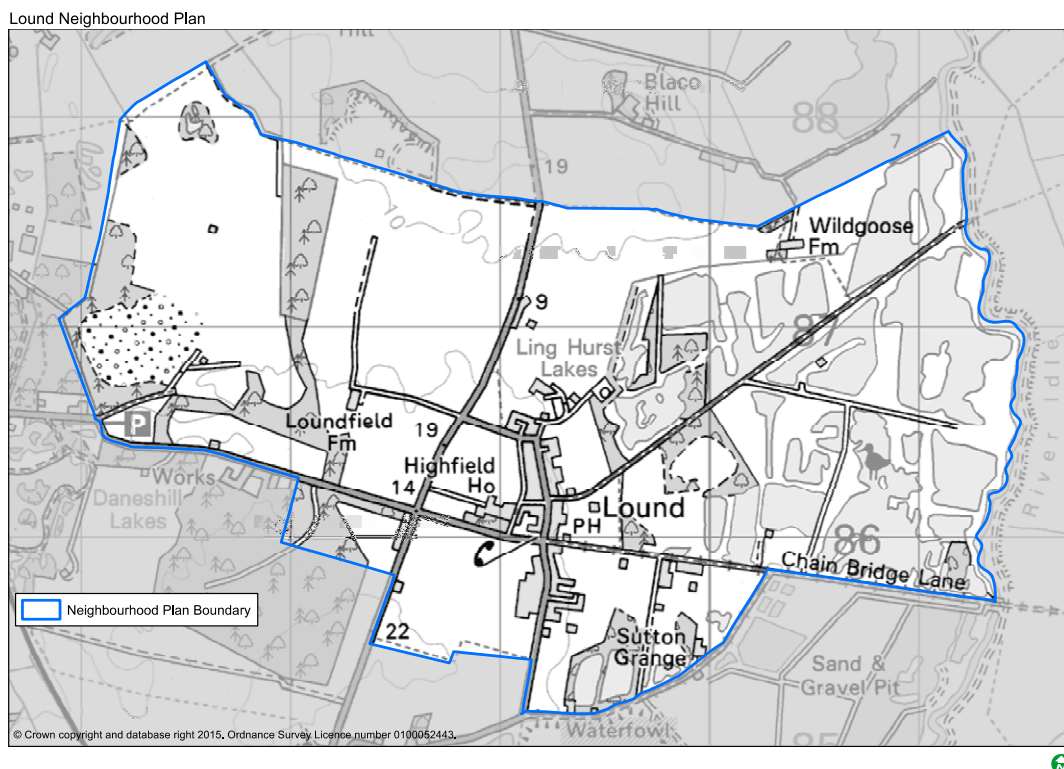 Lound Neighbourhood Plan
Hill
Blaco
Hill
88
7
19
10
Wildgoose
Fm
9
87
Ling Hurst
Lakes
River Idle
P
Loundfield
Fm
19
Highfield
Ho
14
Works
Daneshill
Lakes
Lound
PH
86
Chain Bridge Lane
Neighbourhood Plan Boundary
22
Sutton
Grange
Sand &
Gravel Pit
Waterfowl
85
© Crown copyright and database right 2015. Ordnance Survey Licence number 0100052443.